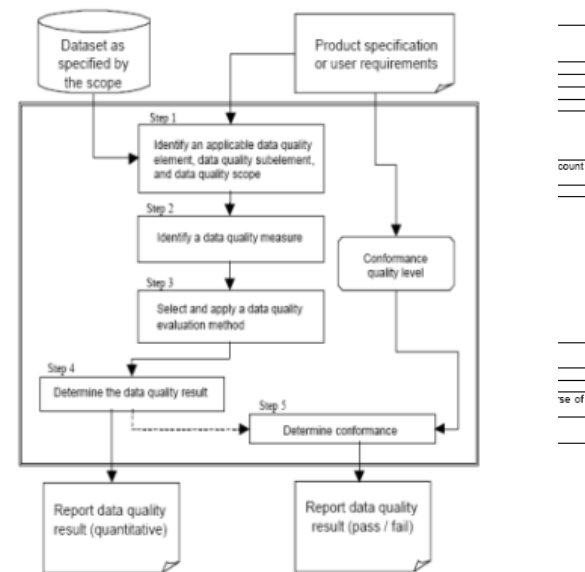 Dataset as
specified by
the scope
Product specification
or user requirements
Step 1
Identify an applicable data quality
element, data quality subelement,
and data quality scope
Step 2
Identify a data quality measure
Conformance
quality level
Step 3
Select and apply a data quality
evaluation method
Step 4
Determine the data quality result
Step 5
Determine conformance
Report data quality
result (quantitative)
Report data quality
result (pass / fail)
count
se of